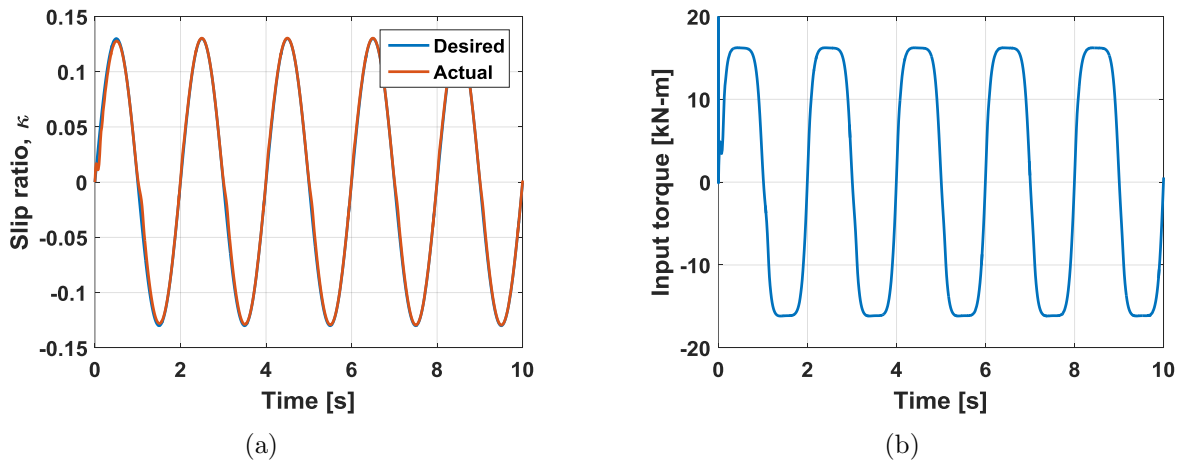 0.15
0.1
0.05
0
-0.05
-0.1
-0.15
Slip ratio, κ
Desired
Actual
0 2 4 6 8 10
Time [s]
(a)
20
10
0
-10
-20
Input torque [kN-m]
0 2 4 6 8 10
Time [s]
(b)